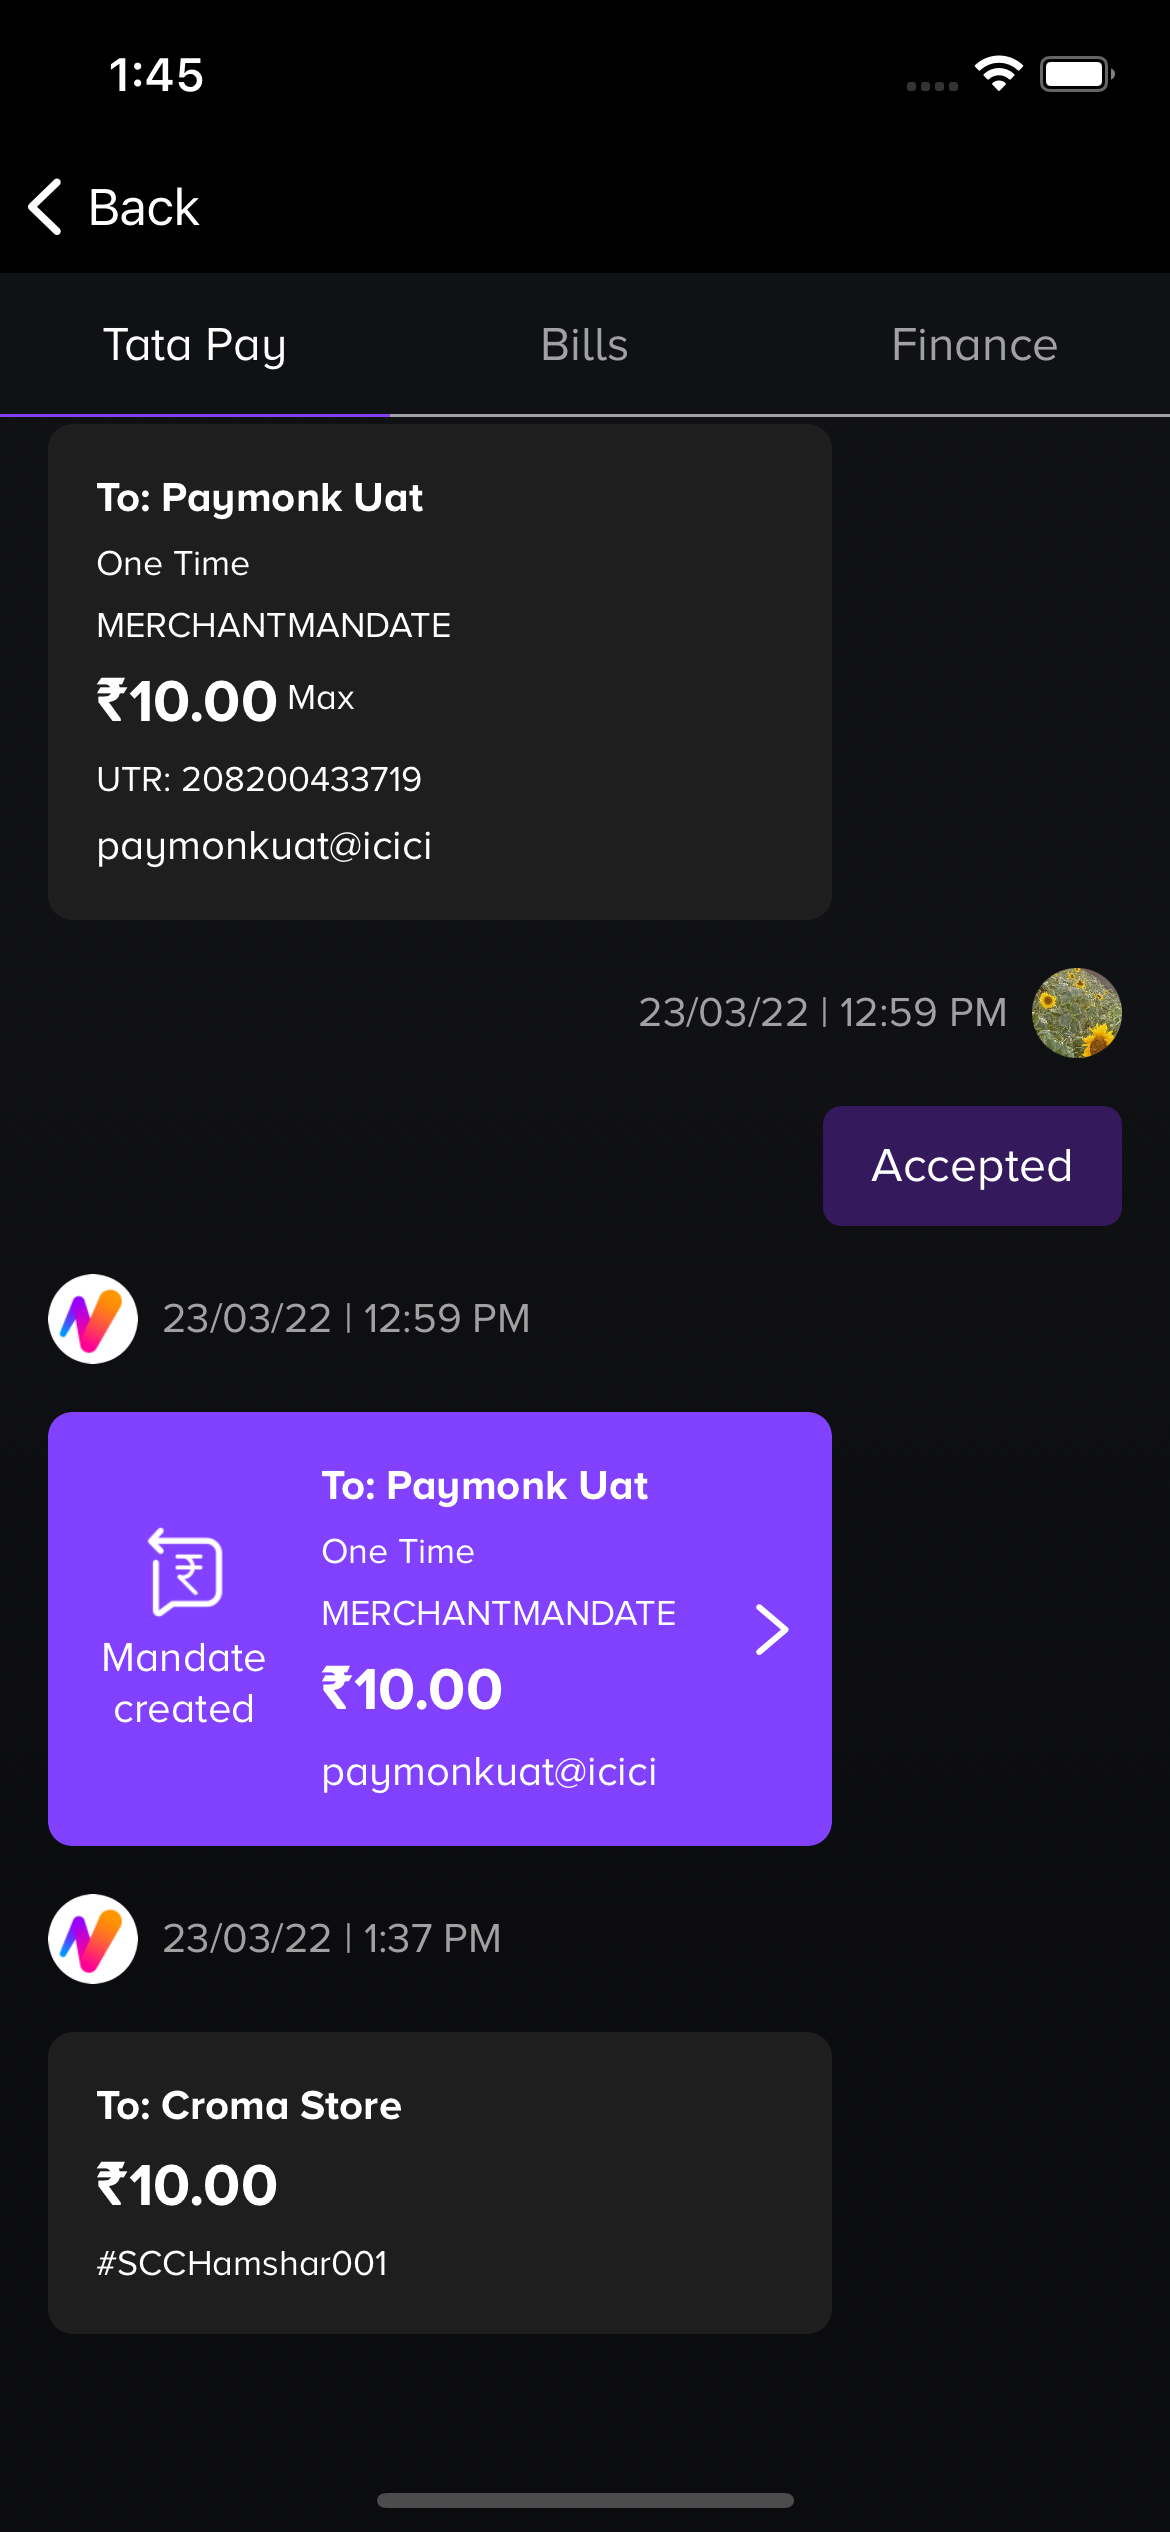 1:45
Back
Tata Pay
Bills
Finance
To: Paymonk Uat
One Time
MERCHANTMANDATE
₹10.00 Max
UTR: 208200433719
paymonkuat@icici
23/03/22 | 12:59 PM
Accepted
23/03/22 | 12:59 PM
Mandate
created
To: Paymonk Uat
One Time
MERCHANTMANDATE
₹10.00
paymonkuat@icici
23/03/22 | 1:37 PM
To: Croma Store
₹10.00
#SCCHamshar001